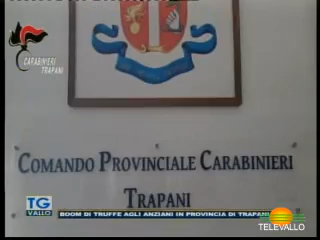 CARABINIERI
TRAPANI
COMANDO PROVINCIALE CARABINIERI
TRAPANI
TG
VALLO
BOOM DI TRUFFE AGLI ANZIANI IN PROVINCIA DI TRAPANI
TELEVALLO